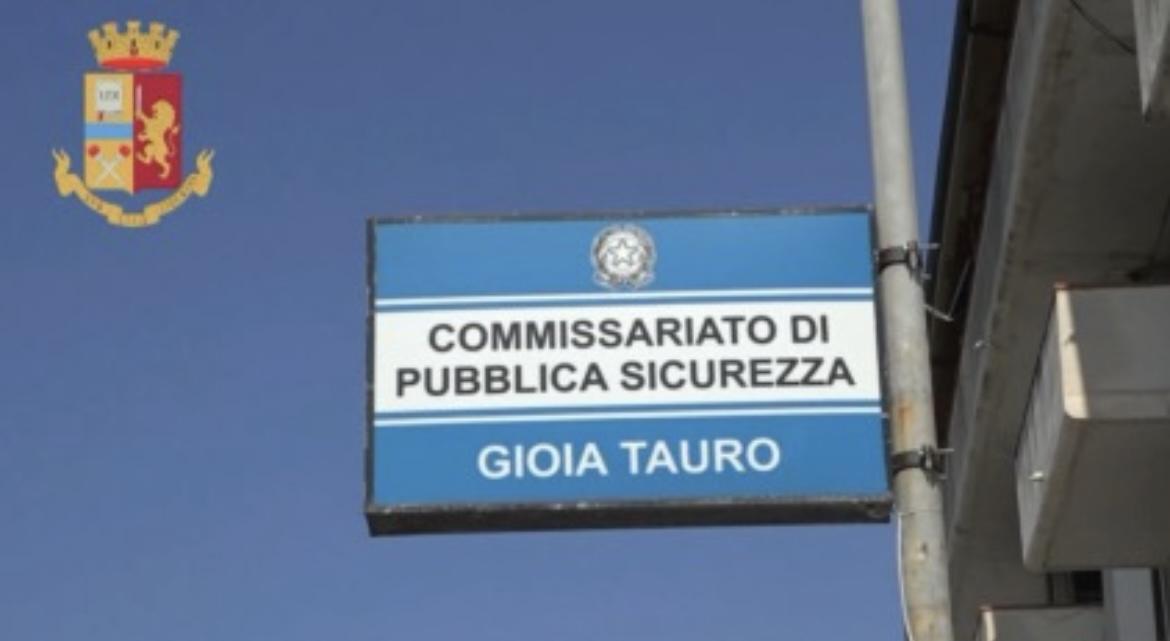 COMMISSARIATO DI
PUBBLICA SICUREZZA
GIOIA TAURO